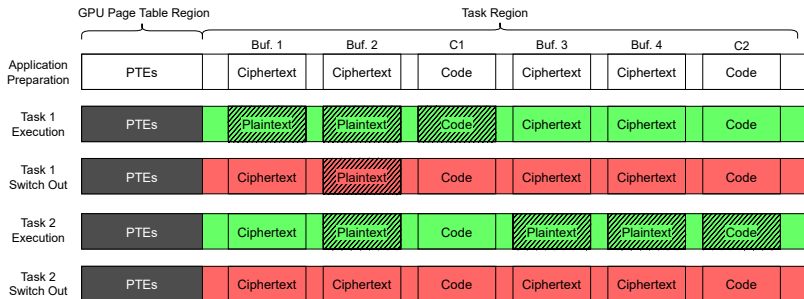 GPU Page Table Region Task Region
Buf. 1 Buf. 2 C1 Buf. 3 Buf. 4 C2
Application
Preparation
PTEs Ciphertext Ciphertext Code Ciphertext Ciphertext Code
Task 1
Execution
PTEs Plaintext Plaintext Code Ciphertext Ciphertext Code
Task 1
Switch Out
PTEs Ciphertext Plaintext Code Ciphertext Ciphertext Code
Task 2
Execution
PTEs Ciphertext Plaintext Code Plaintext Plaintext Code
Task 2
Switch Out
PTEs Ciphertext Ciphertext Code Ciphertext Ciphertext Code